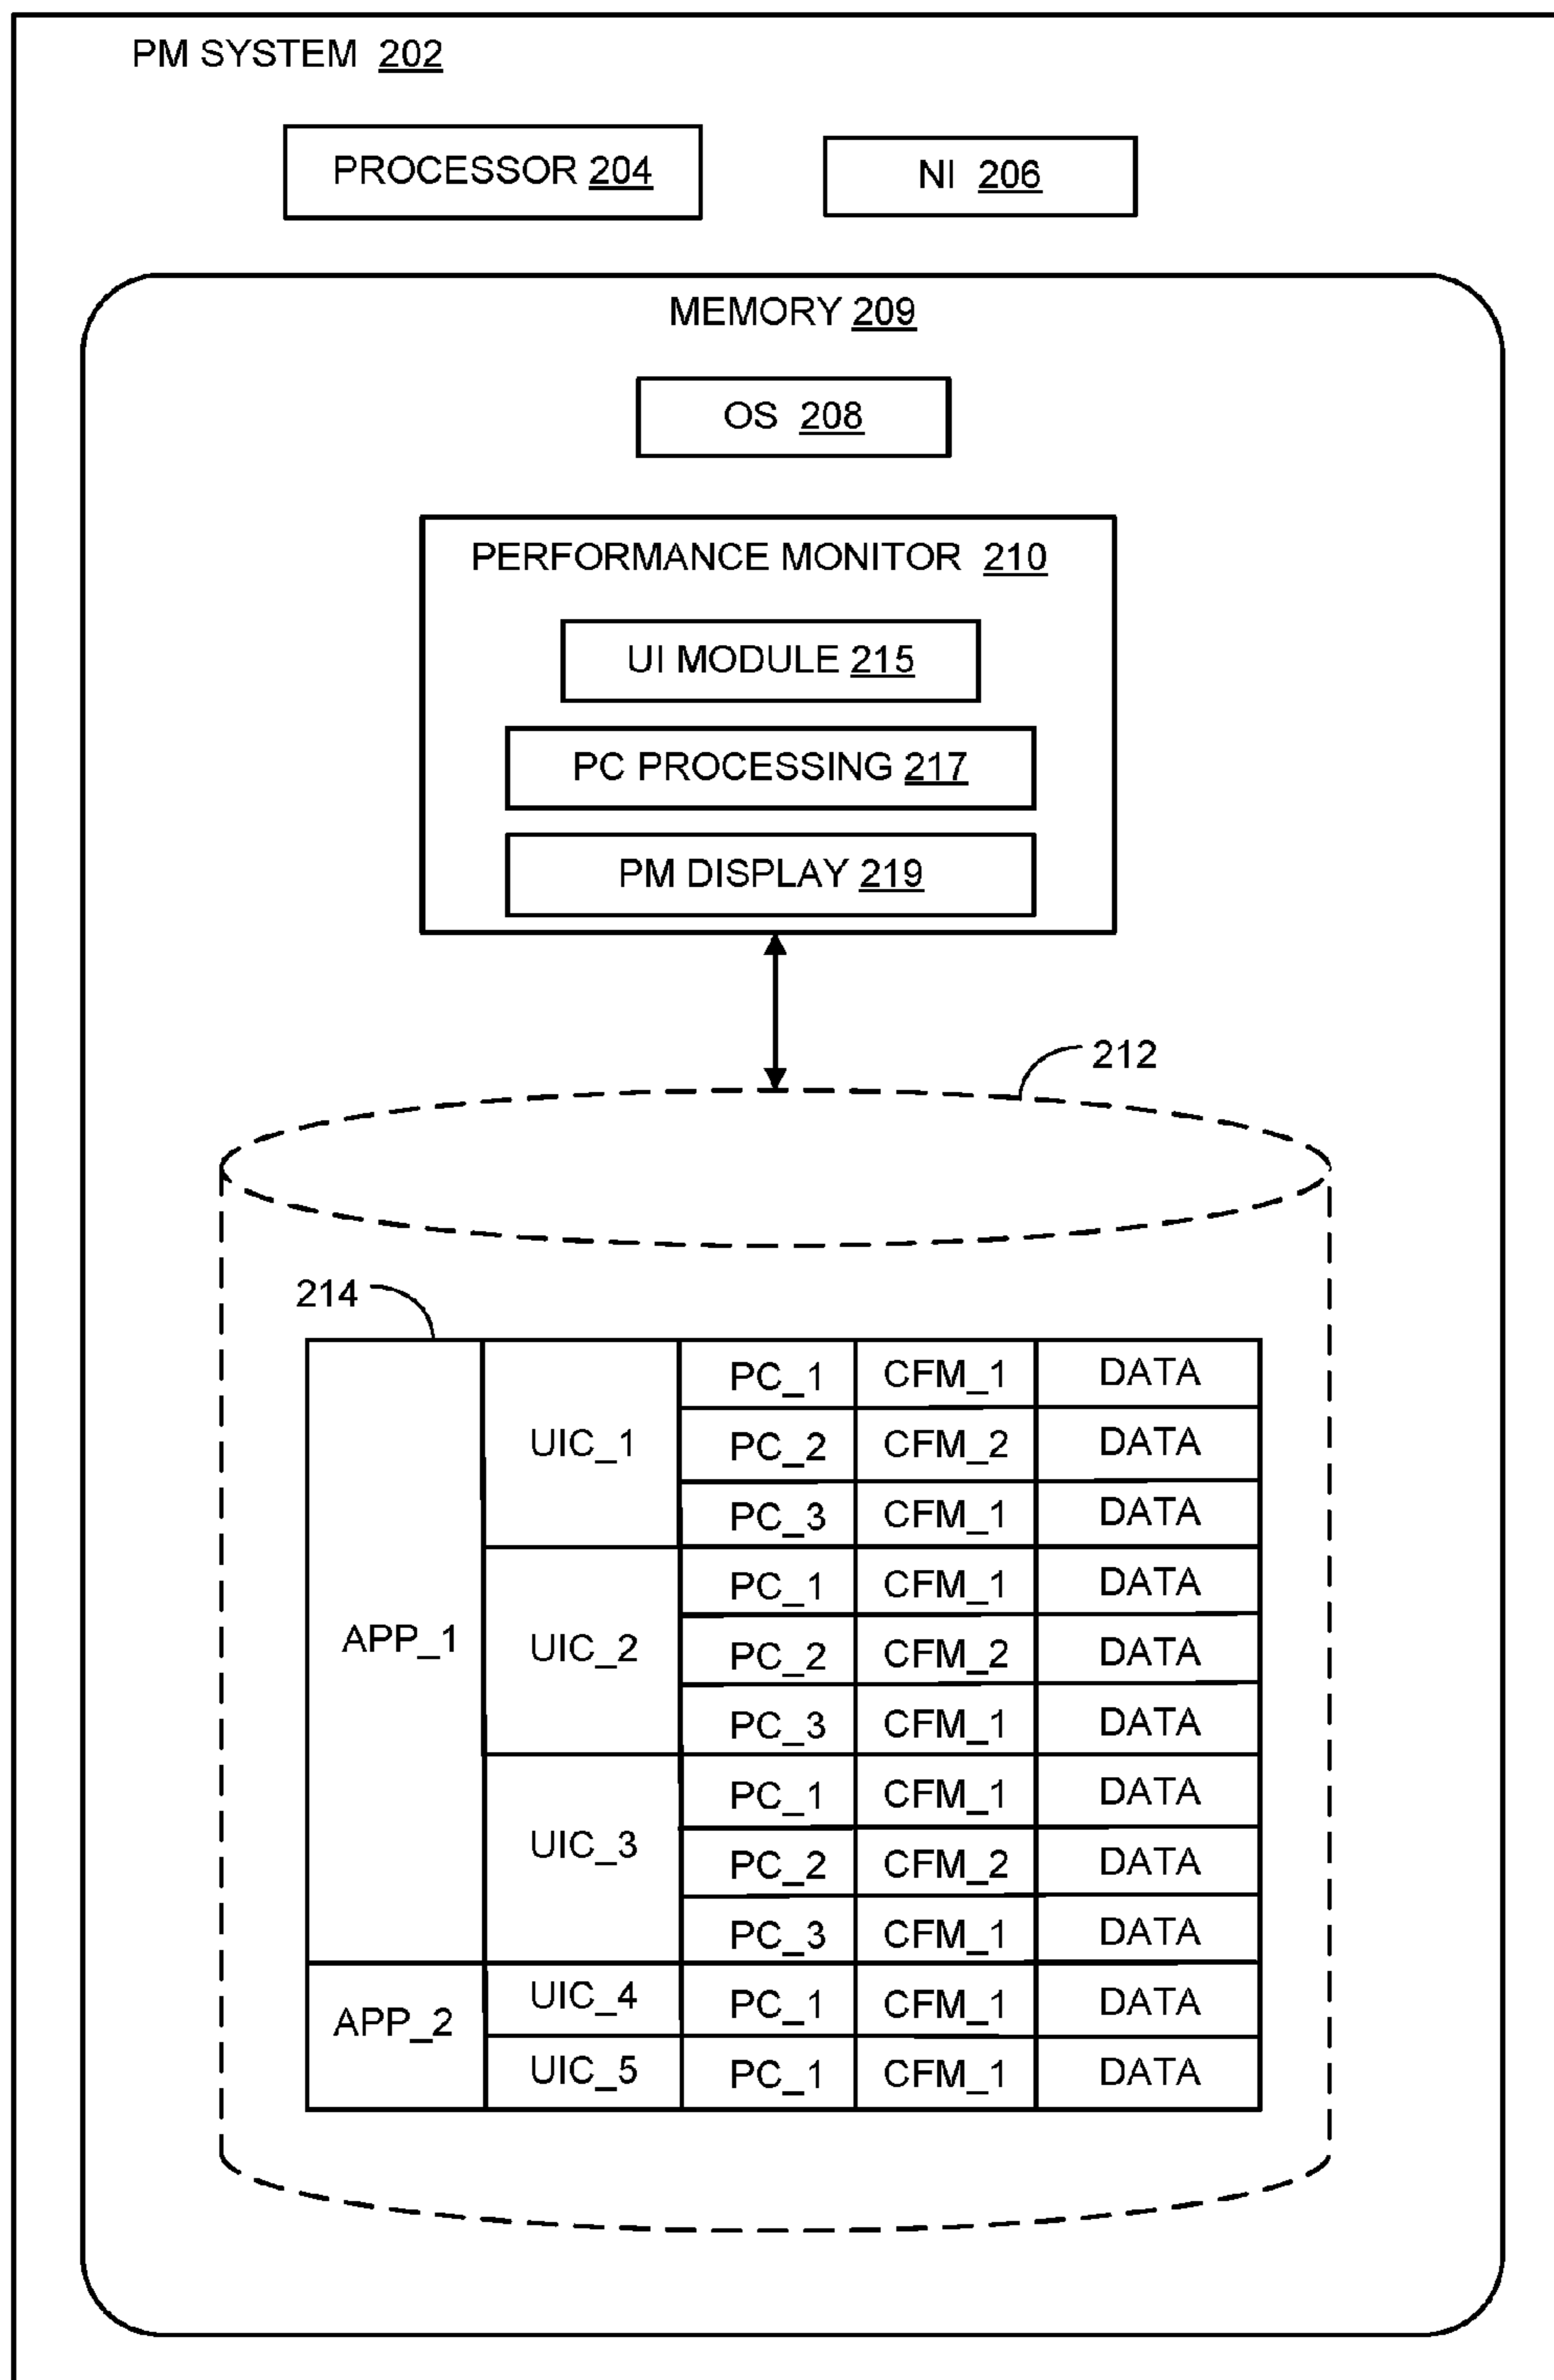 PM SYSTEM 202
PROCESSOR 204
NI 206
MEMORY 209
OS 208
PERFORMANCE MONITOR 210
UI MODULE 215
PC PROCESSING 217
PM DISPLAY 219
212
214
APP_1
UIC_1
PC_1 CFM_1 DATA
PC_2 CFM_2 DATA
PC_3 CFM_1 DATA
UIC_2
PC_1 CFM_1 DATA
PC_2 CFM_2 DATA
PC_3 CFM_1 DATA
UIC_3
PC_1 CFM_1 DATA
PC_2 CFM_2 DATA
PC_3 CFM_1 DATA
APP_2
UIC_4 PC_1 CFM_1 DATA
UIC_5 PC_1 CFM_1 DATA